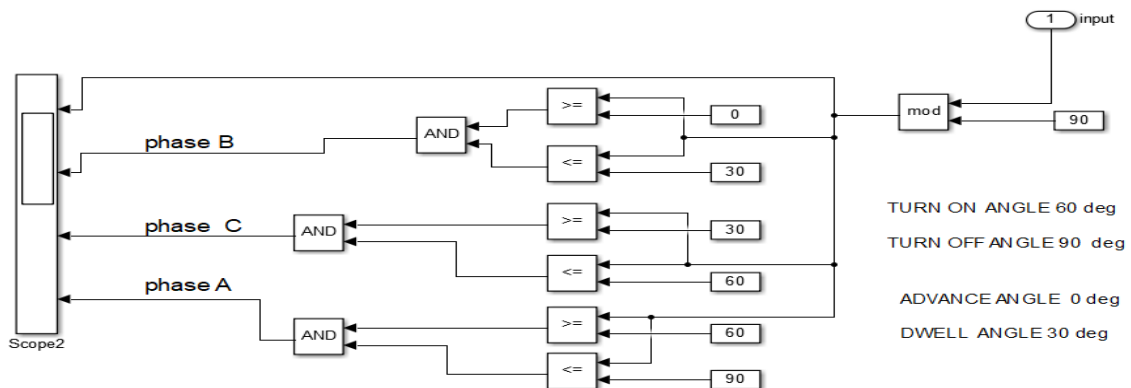 1 input
mod
90
>=
0
AND
phase B
<=
30
>=
30
phase C
AND
<=
60
TURN ON ANGLE 60 deg
TURN OFF ANGLE 90 deg
phase A
>=
60
AND
<=
90
ADVANCE ANGLE 0 deg
DWELL ANGLE 30 deg
Scope2